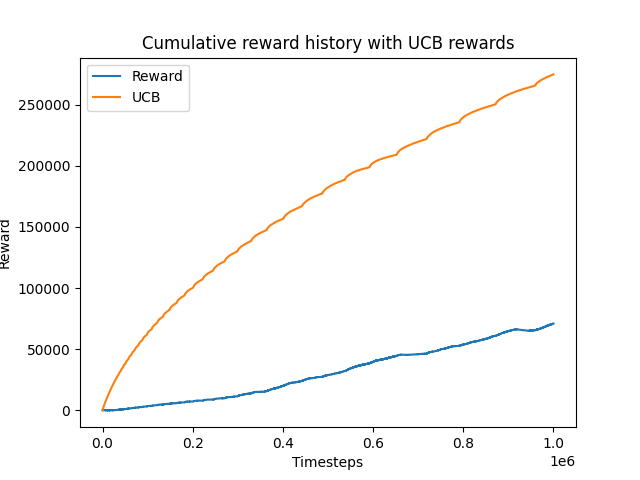 Cumulative reward history with UCB rewards
Reward
UCB
250000
200000
150000
100000
50000
0
Reward
0.0 0.2 0.4 0.6 0.8 1.0
1e6
Timesteps